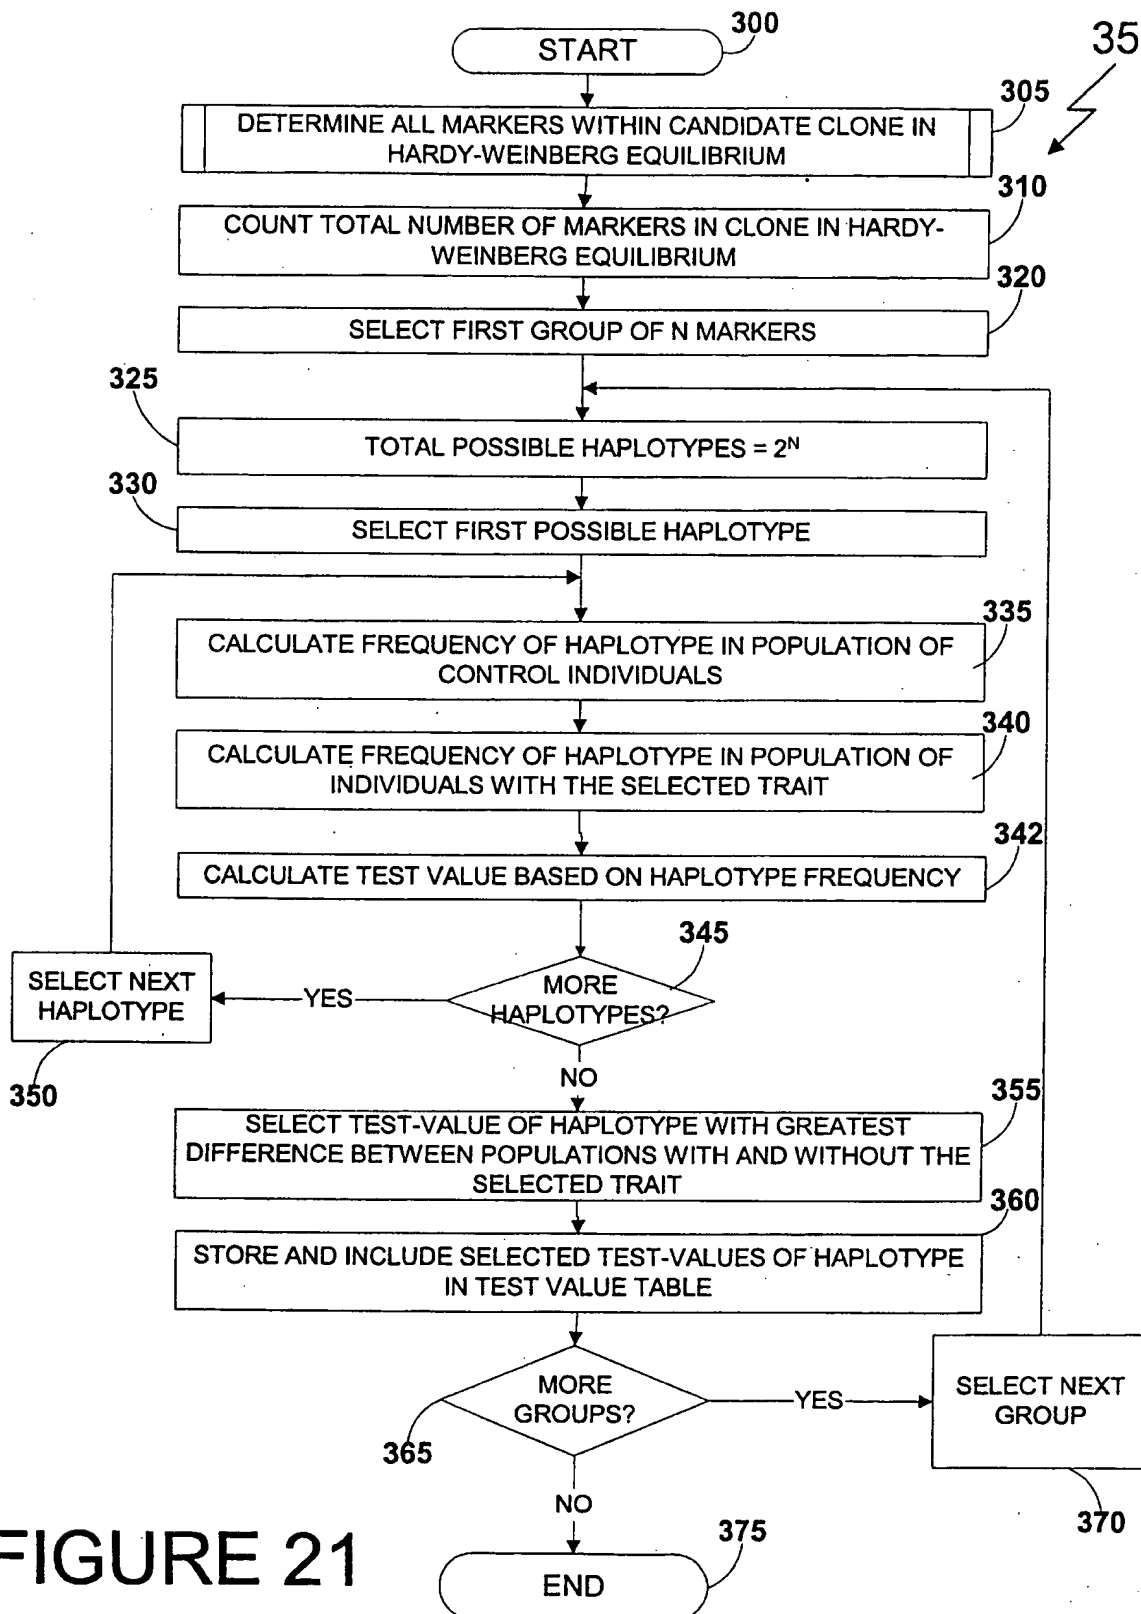 300
START
35
305
DETERMINE ALL MARKERS WITHIN CANDIDATE CLONE IN
HARDY-WEINBERG EQUILIBRIUM
310
COUNT TOTAL NUMBER OF MARKERS IN CLONE IN HARDY-
WEINBERG EQUILIBRIUM
320
SELECT FIRST GROUP OF N MARKERS
325
TOTAL POSSIBLE HAPLOTYPES = 2^N
330
SELECT FIRST POSSIBLE HAPLOTYPE
335
CALCULATE FREQUENCY OF HAPLOTYPE IN POPULATION OF
CONTROL INDIVIDUALS
340
CALCULATE FREQUENCY OF HAPLOTYPE IN POPULATION OF
INDIVIDUALS WITH THE SELECTED TRAIT
342
CALCULATE TEST VALUE BASED ON HAPLOTYPE FREQUENCY
345
MORE
HAPLOTYPES?
YES
SELECT NEXT
HAPLOTYPE
350
NO
355
SELECT TEST-VALUE OF HAPLOTYPE WITH GREATEST
DIFFERENCE BETWEEN POPULATIONS WITH AND WITHOUT THE
SELECTED TRAIT
360
STORE AND INCLUDE SELECTED TEST-VALUES OF HAPLOTYPE
IN TEST VALUE TABLE
MORE
GROUPS?
365
YES
SELECT NEXT
GROUP
370
NO
375
END
FIGURE 21